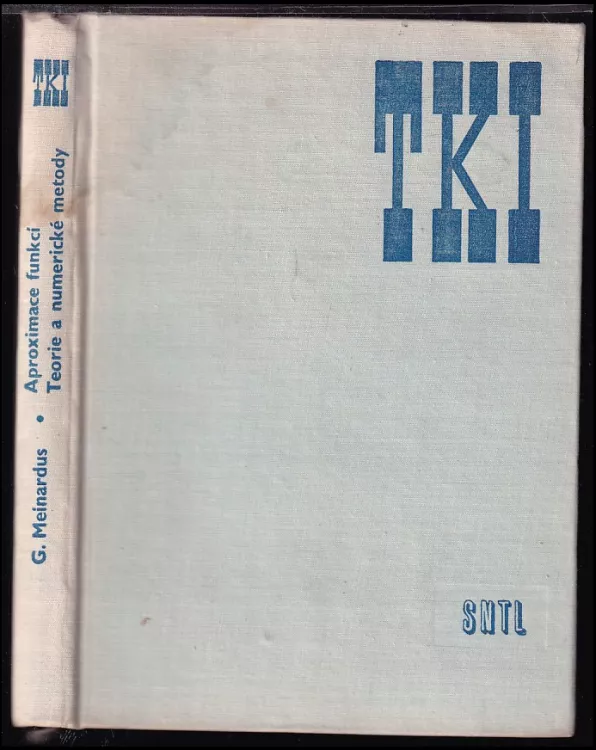 TKI
G. Meinardus • Aproximace funkcí
Teorie a numerické metody
TKI
SNTL